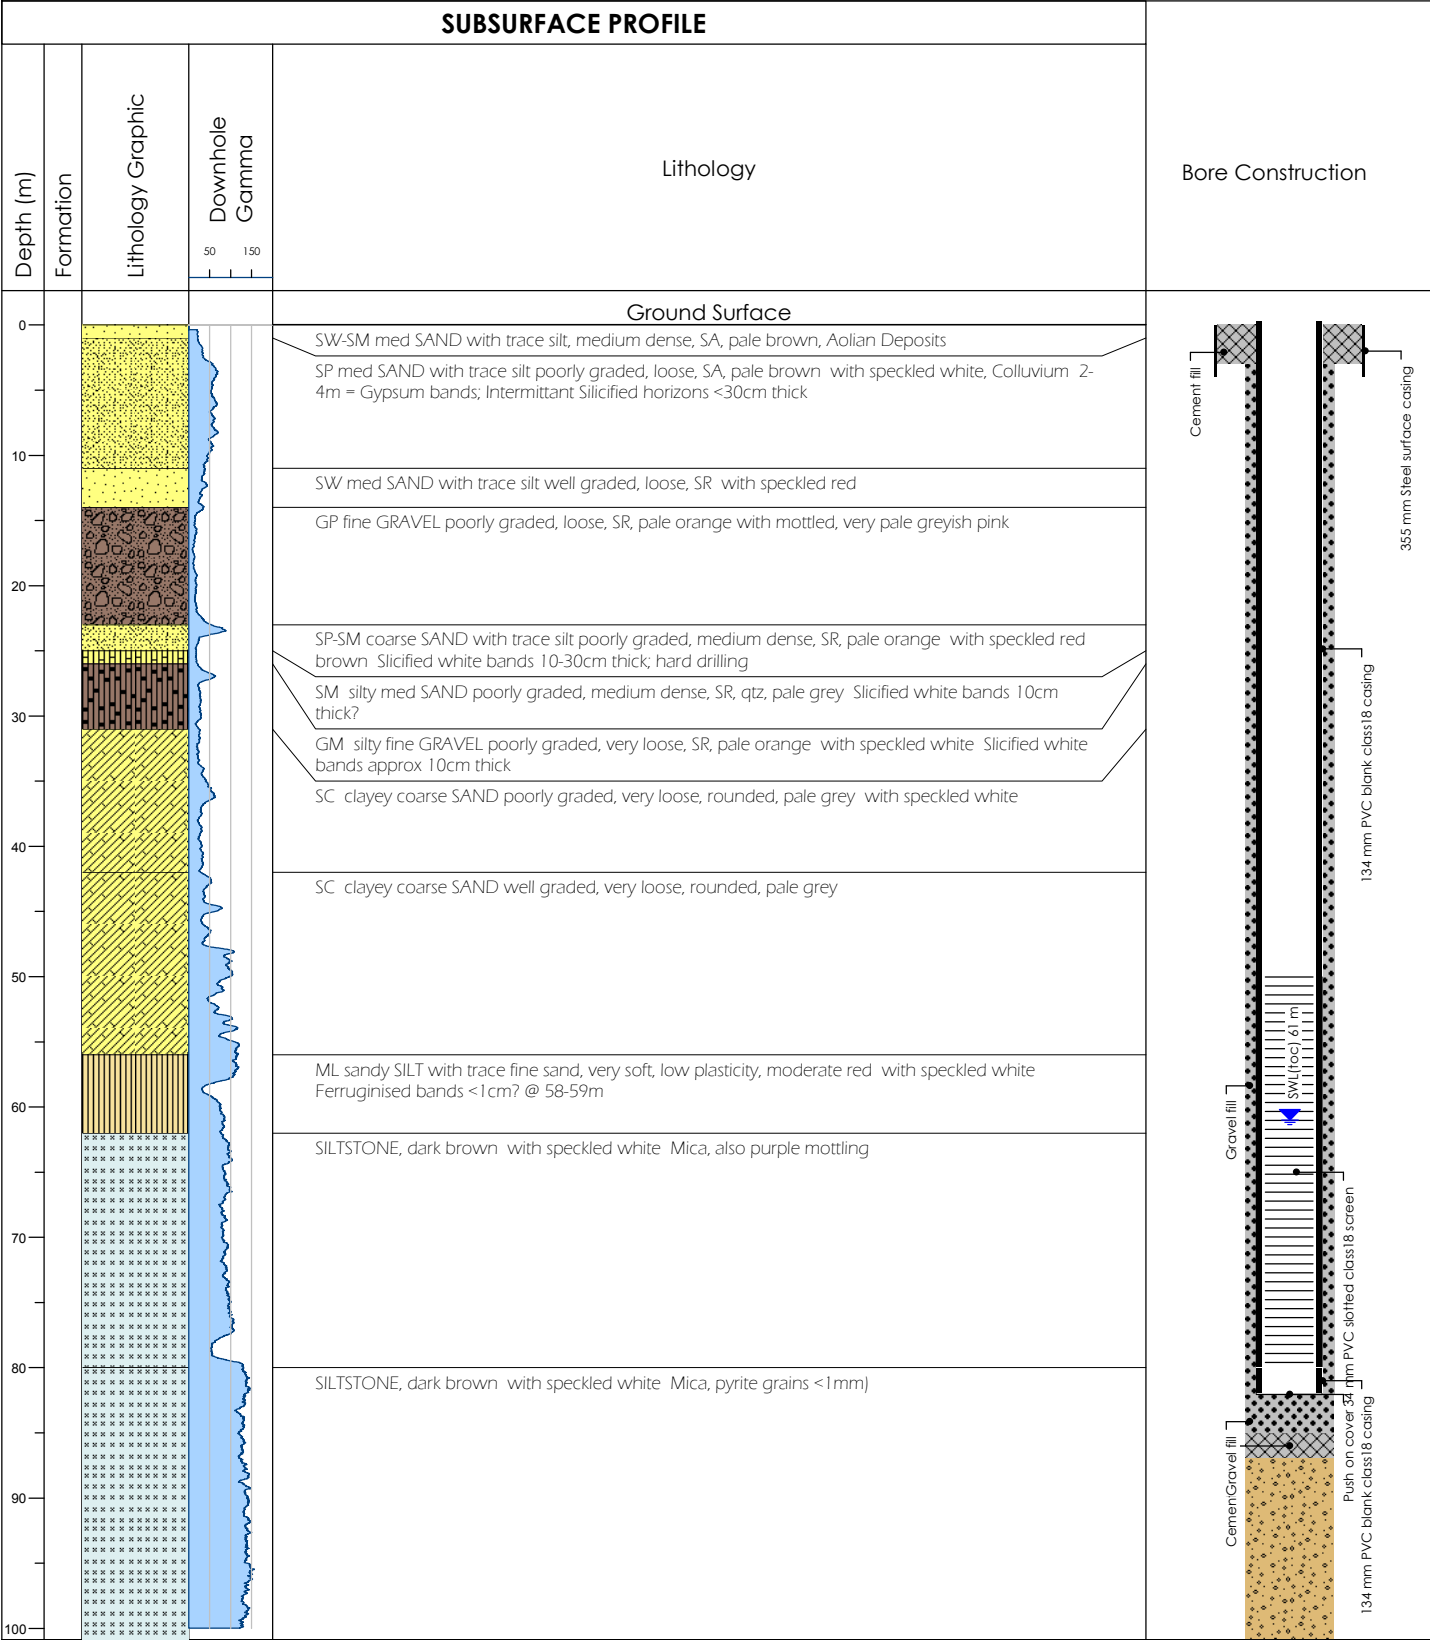 SUBSURFACE PROFILE
Depth (m)
Formation
Lithology Graphic
Downhole
Gamma
50 150
Lithology
Bore Construction
Ground Surface
0
10
20
30
40
50
60
70
80
90
100
SW-SM med SAND with trace silt, medium dense, SA, pale brown, Aolian Deposits
SP med SAND with trace silt poorly graded, loose, SA, pale brown with speckled white, Colluvium 2-
4m = Gypsum bands; Intermittant Silicified horizons <30cm thick
SW med SAND with trace silt well graded, loose, SR with speckled red
GP fine GRAVEL poorly graded, loose, SR, pale orange with mottled, very pale greyish pink
SP-SM coarse SAND with trace silt poorly graded, medium dense, SR, pale orange with speckled red
brown Slicified white bands 10-30cm thick; hard drilling
SM silty med SAND poorly graded, medium dense, SR, qtz, pale grey Slicified white bands 10cm
thick?
GM silty fine GRAVEL poorly graded, very loose, SR, pale orange with speckled white Slicified white
bands approx 10cm thick
SC clayey coarse SAND poorly graded, very loose, rounded, pale grey with speckled white
SC clayey coarse SAND well graded, very loose, rounded, pale grey
ML sandy SILT with trace fine sand, very soft, low plasticity, moderate red with speckled white
Ferruginised bands <1cm? @ 58-59m
SILTSTONE, dark brown with speckled white Mica, also purple mottling
SILTSTONE, dark brown with speckled white Mica, pyrite grains <1mm)
Cement fill
355 mm Steel surface casing
134 mm PVC blank class18 casing
SWL(toc) 61 m
Gravel fill
34 mm PVC slotted class18 screen
Push on cover
134 mm PVC blank class18 casing
Gravel fill
Cemen